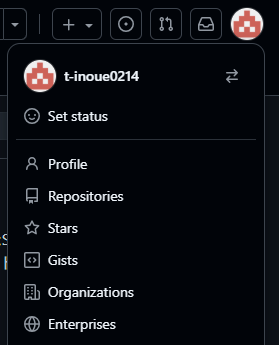 t-inoue0214
Set status
Profile
Repositories
Stars
Gists
Organizations
Enterprises